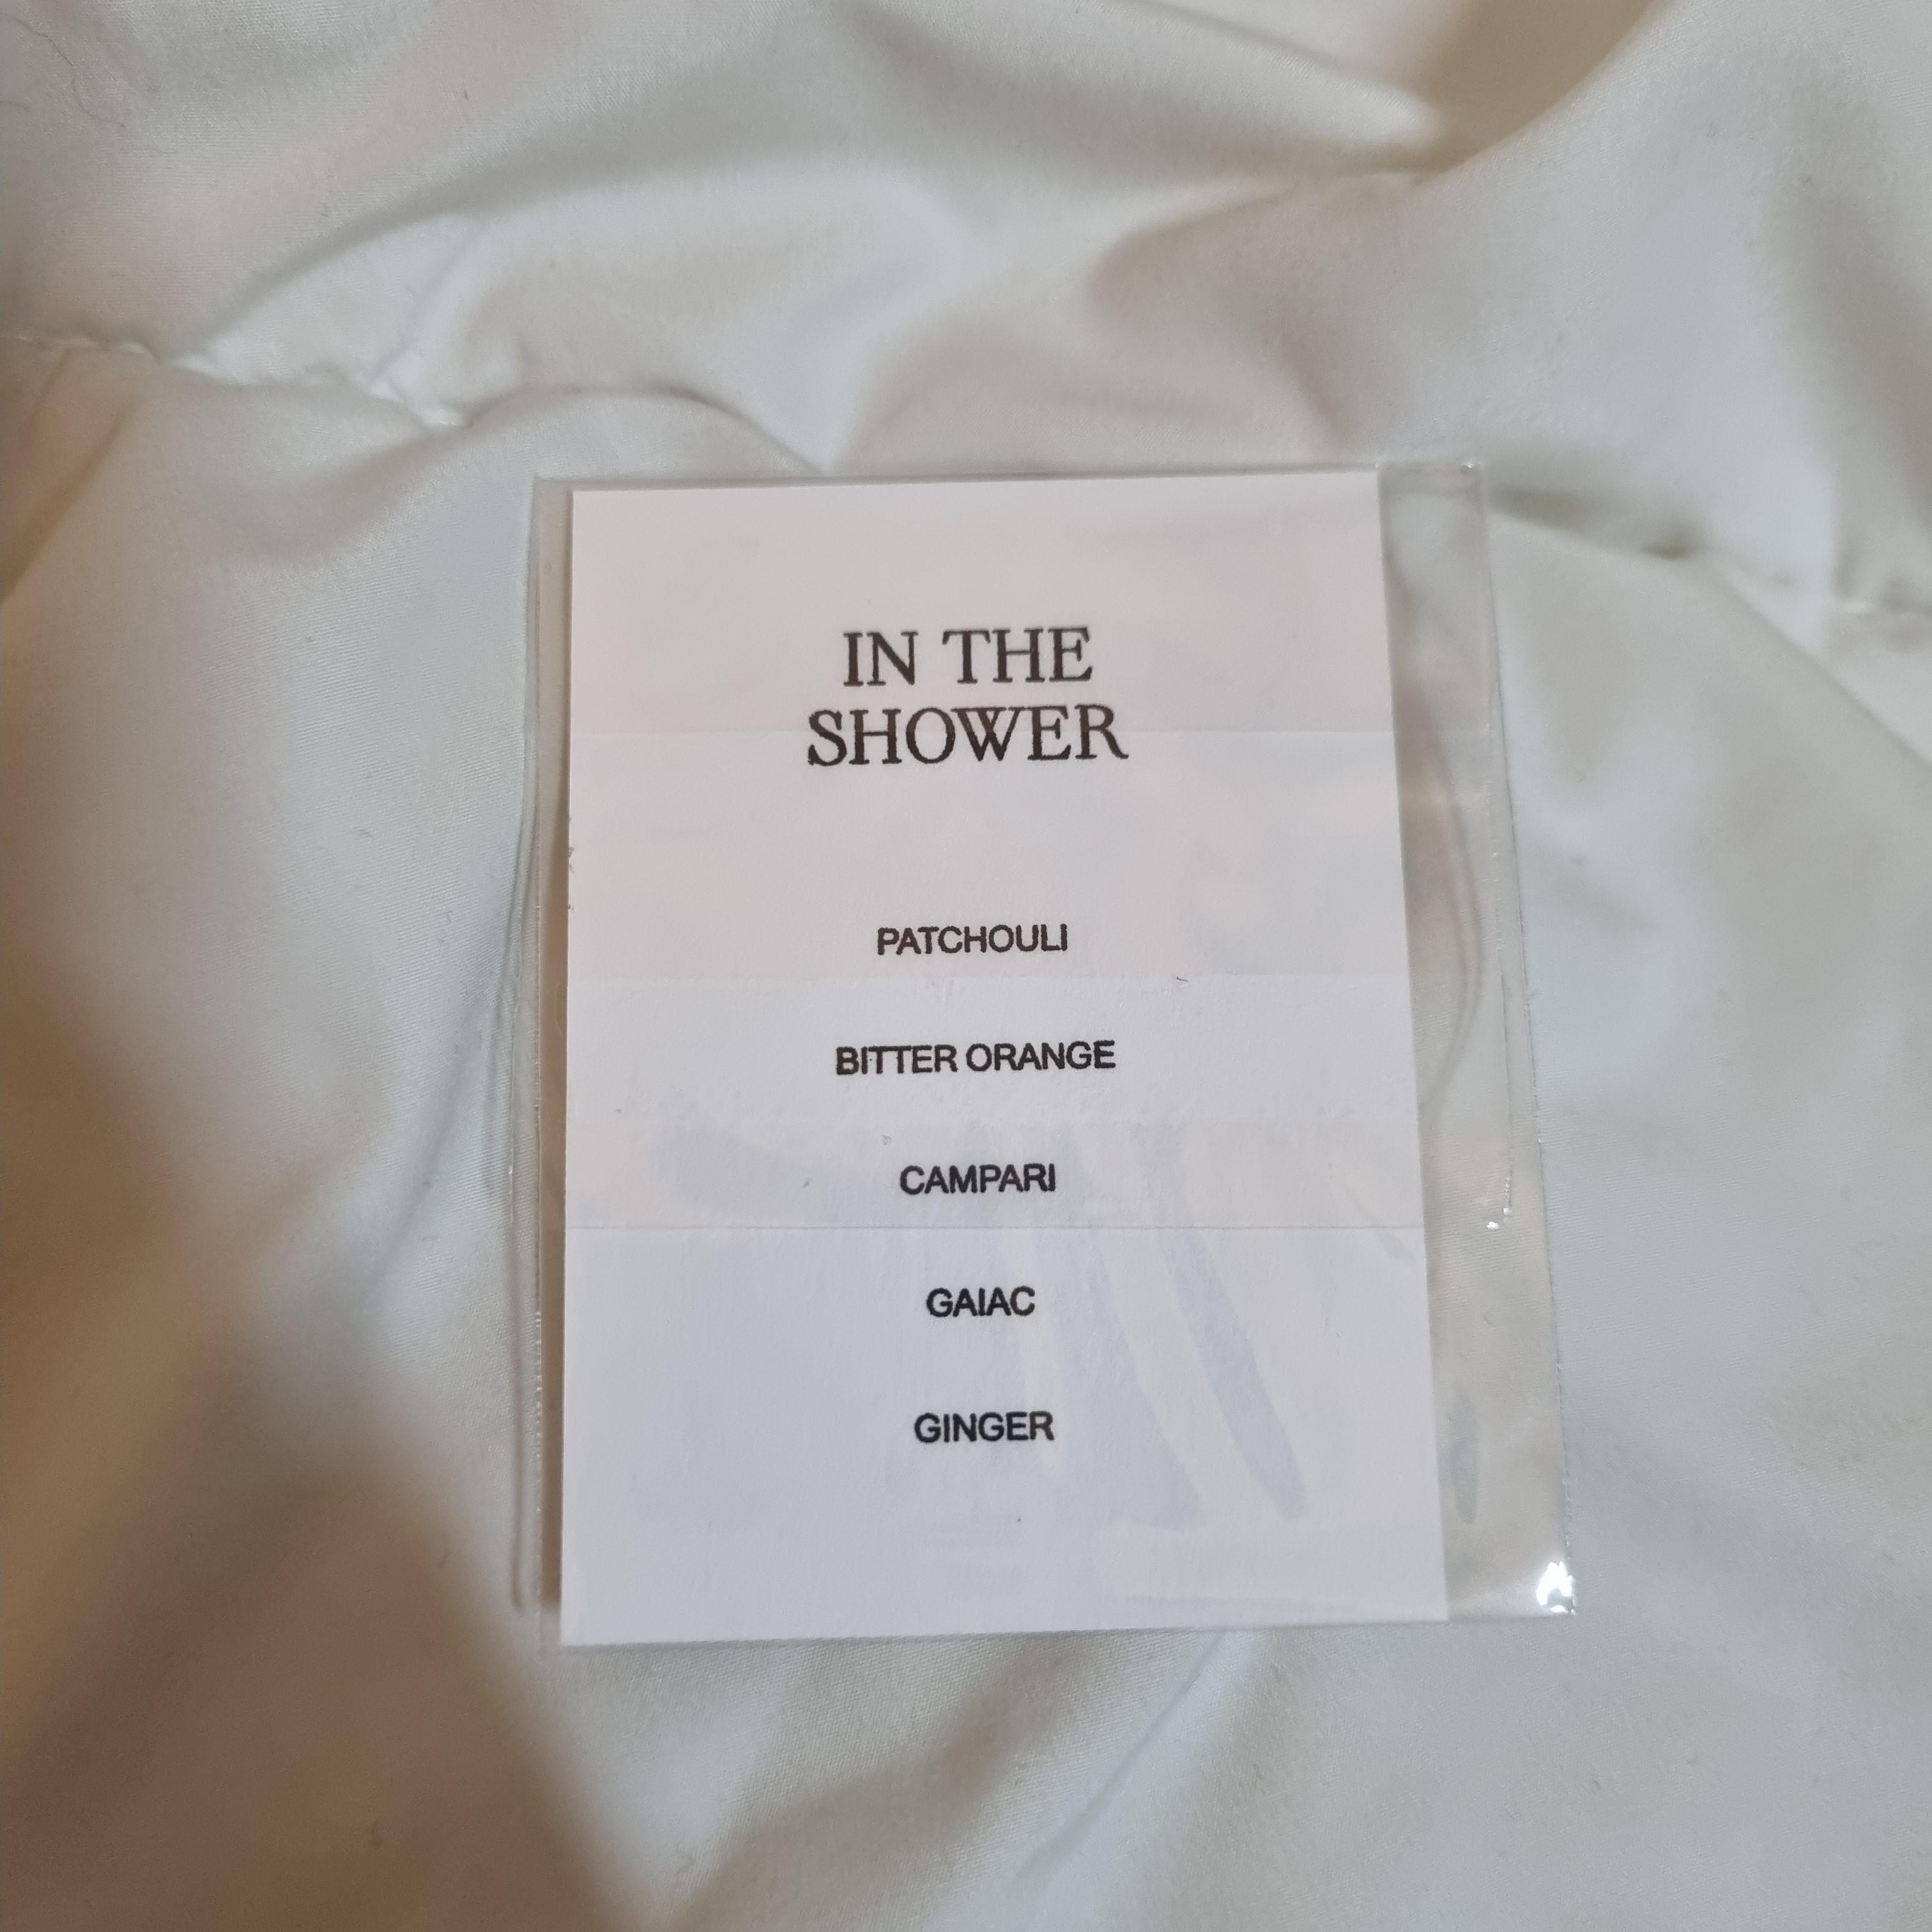 IN THE
SHOWER
PATCHOULI
BITTER ORANGE
CAMPARI
GAIAC
GINGER